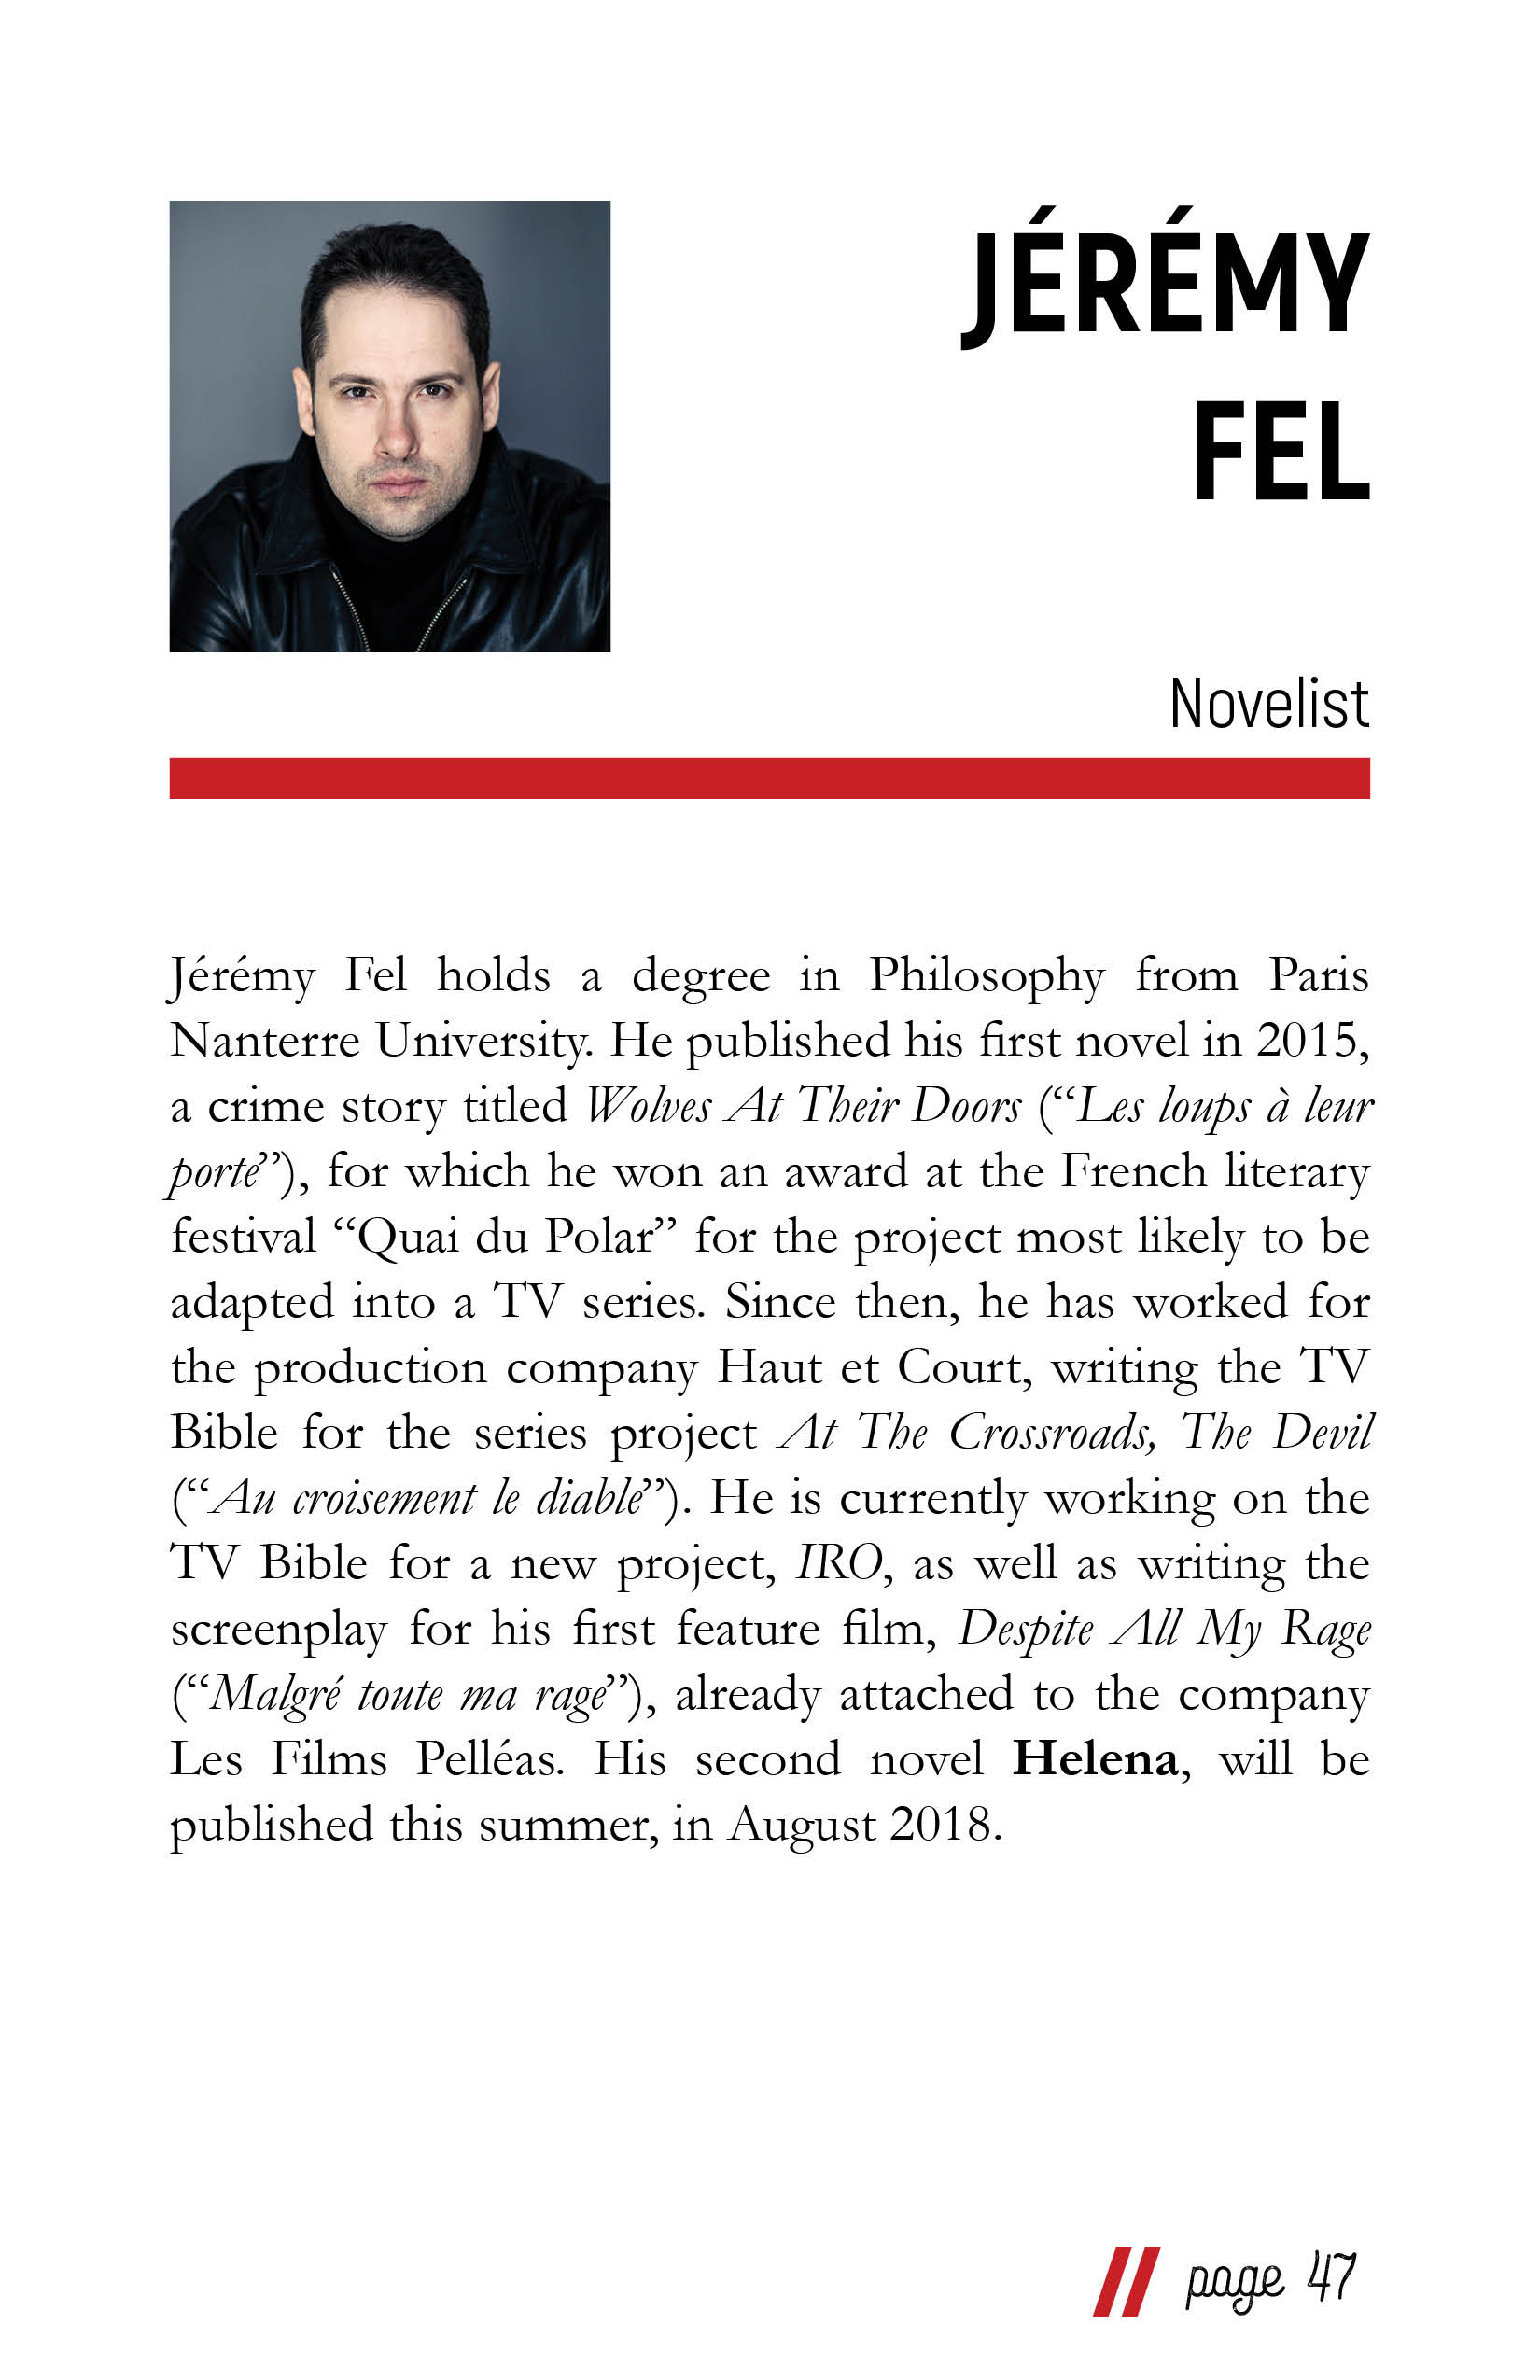 JÉRÉMY
FEL
Novelist
Jérémy Fel holds a degree in Philosophy from Paris
Nanterre University. He published his first novel in 2015,
a crime story titled Wolves At Their Doors (“Les loups à leur
porte”), for which he won an award at the French literary
festival “Quai du Polar” for the project most likely to be
adapted into a TV series. Since then, he has worked for
the production company Haut et Court, writing the TV
Bible for the series project At The Crossroads, The Devil
(“Au croisement le diable”). He is currently working on the
TV Bible for a new project, IRO, as well as writing the
screenplay for his first feature film, Despite All My Rage
(“Malgré toute ma rage”), already attached to the company
Les Films Pelléas. His second novel Helena, will be
published this summer, in August 2018.
// page 47